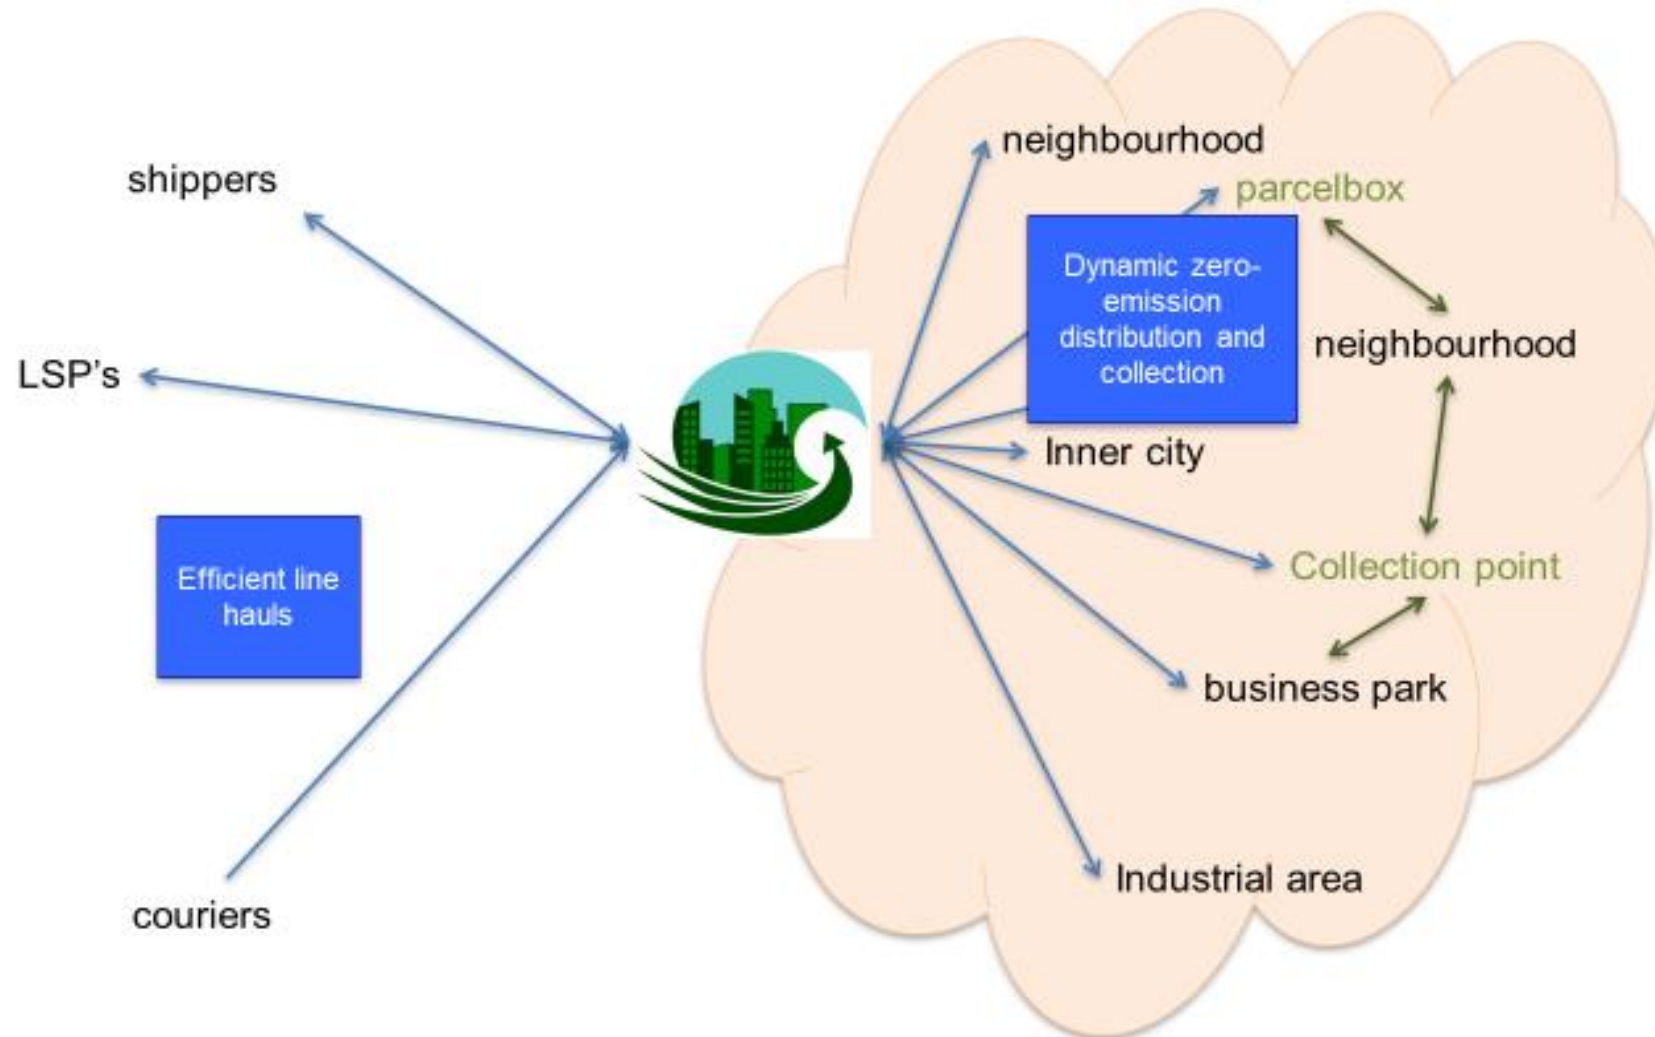 neighbourhood
shippers
parcelbox
Dynamic zero-
emission
distribution and
collection
LSP's
neighbourhood
Inner city
Efficient line
hauls
Collection point
business park
Industrial area
couriers